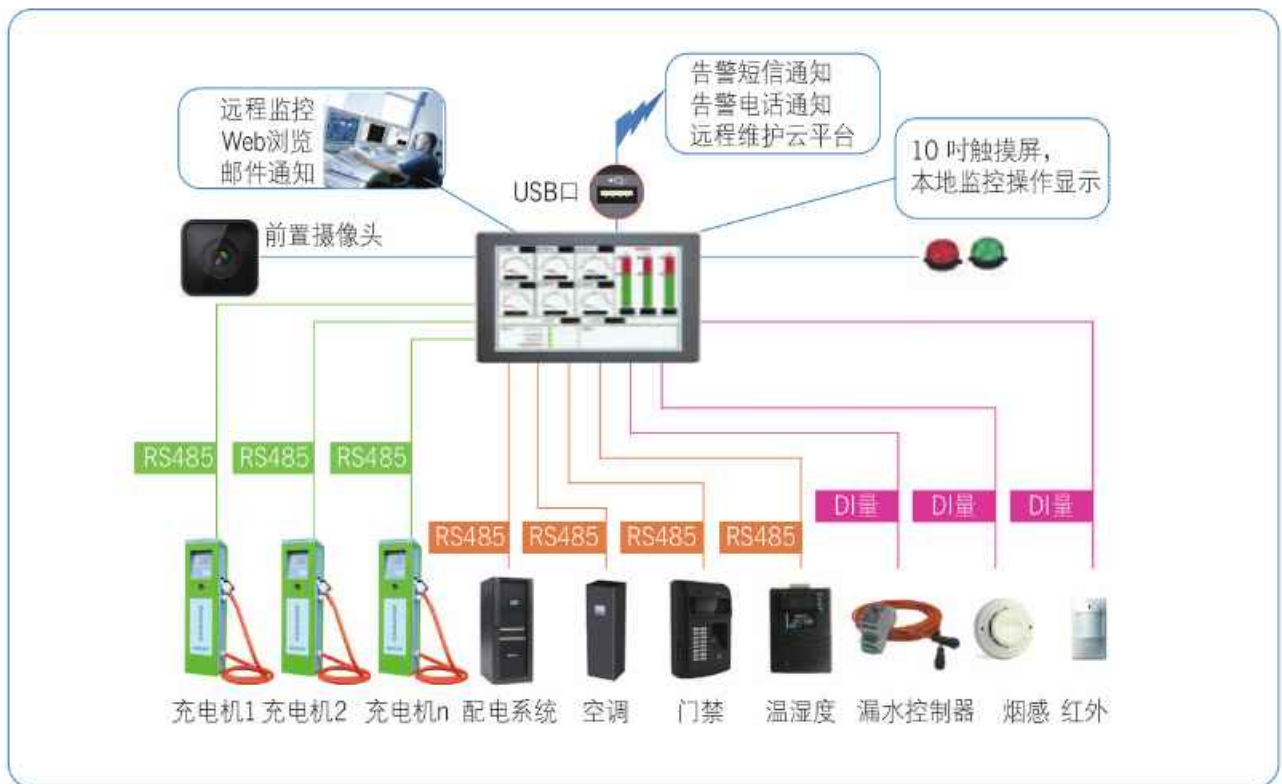 告警短信通知
告警电话通知
远程维护云平台
远程监控
Web浏览
邮件通知
10 吋触摸�，
本地监控操作显示
USB口
前置摄像头
RS485 RS485 RS485
DI量 DI量 DI量
RS485 RS485 RS485 RS485
充电机1 充电机2 充电机n 配电系统 空调 门禁 温湿度 漏水控制器 烟感 红外